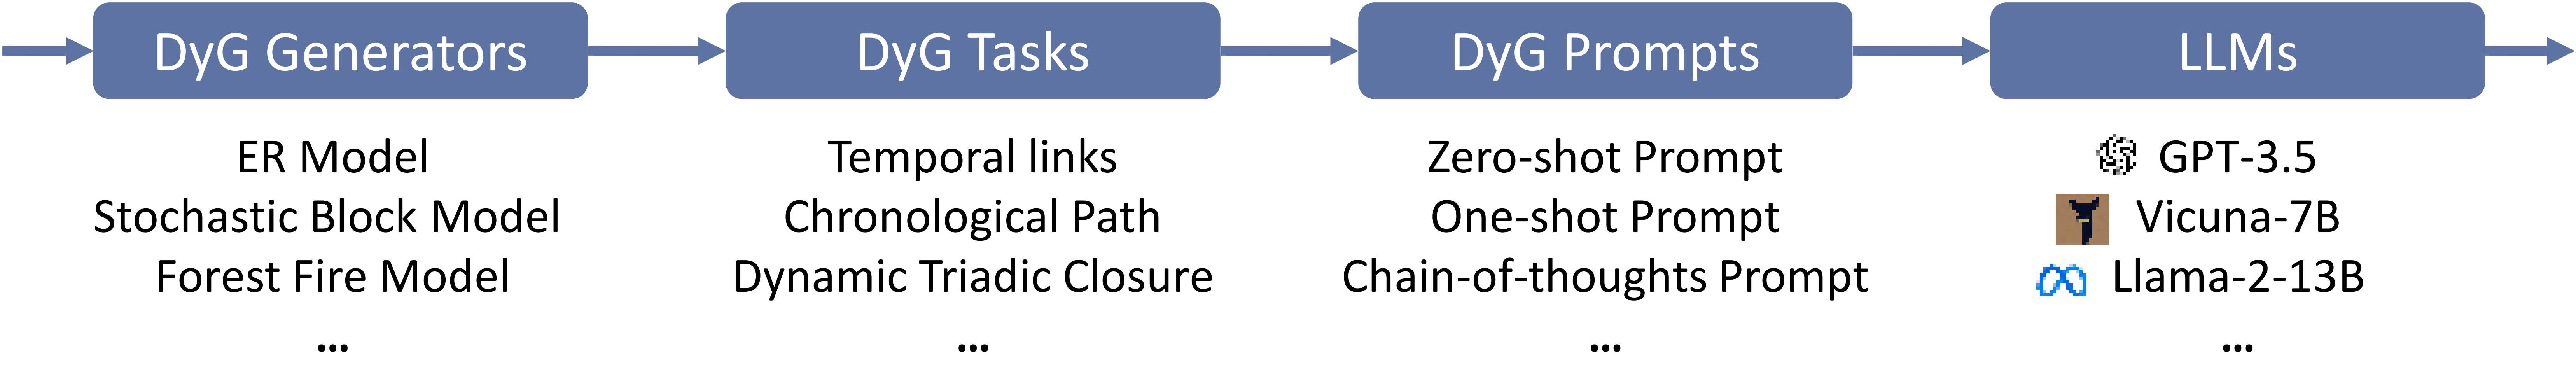 DyG Generators
ER Model
Stochastic Block Model
Forest Fire Model
...
DyG Tasks
Temporal links
Chronological Path
Dynamic Triadic Closure
...
DyG Prompts
Zero-shot Prompt
One-shot Prompt
Chain-of-thoughts Prompt
...
LLMs
GPT-3.5
Vicuna-7B
Llama-2-13B
...